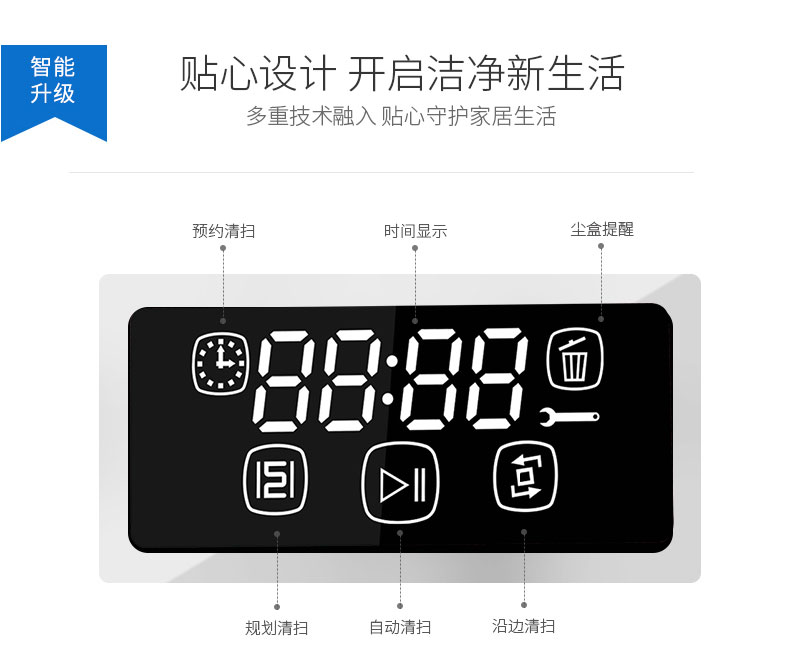 智能
升级
贴心设计 开启洁净新生活
多重技术融入 贴心守护家居生活
预约清扫
时间显示
尘盒提醒
88:88
规划清扫
自动清扫
沿边清扫